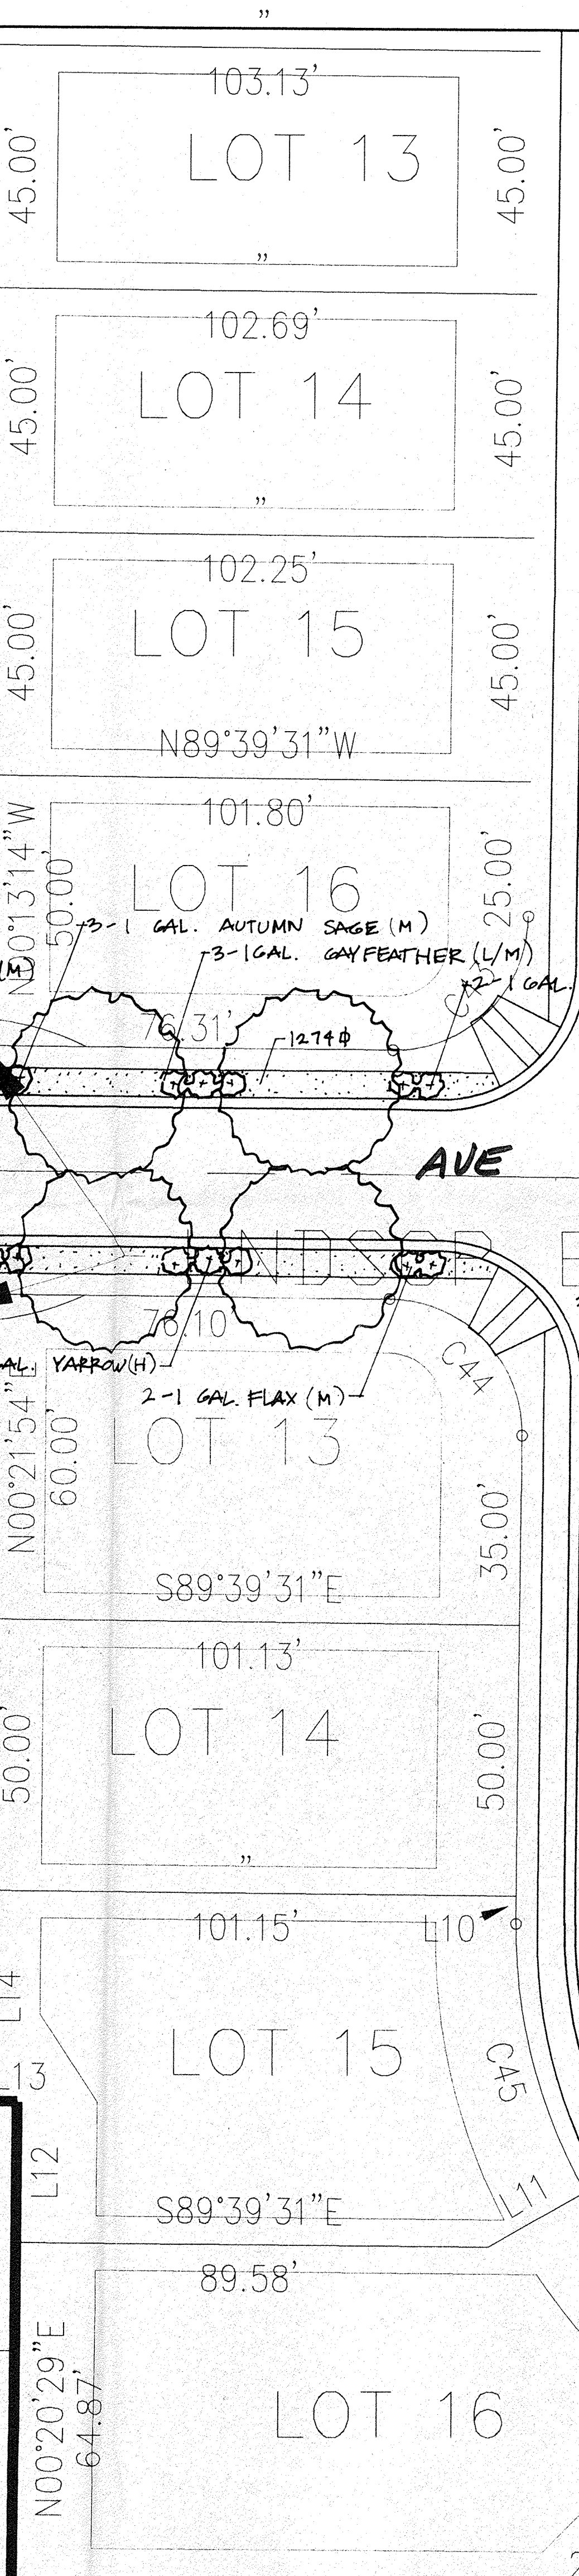 ”
103.13'
LOT 13
45.00'
45.00'
”
102.69'
LOT 14
45.00'
45.00'
”
102.25'
LOT 15
45.00'
45.00'
N89°39'31"W
101.80'
LOT 16
N00°13'14"W
50.00'
25.00'
3-1 GAL. AUTUMN SAGE (M)
3-1 GAL. GAYFEATHER (L/M)
(M)
2-1 GAL.
76.31'
1274ϕ
AVE
NDSOR
E
76.10
AL. YARROW(H)
2-1 GAL. FLAX (M)
C44
LOT 13
N00°21'54"E
60.00'
35.00'
S89°39'31"E
101.13'
LOT 14
50.00'
50.00'
”
101.15'
L10
L14
LOT 15
C45
L13
L12
L11
S89°39'31"E
89.58'
N00°20'29"E
64.87'
LOT 16